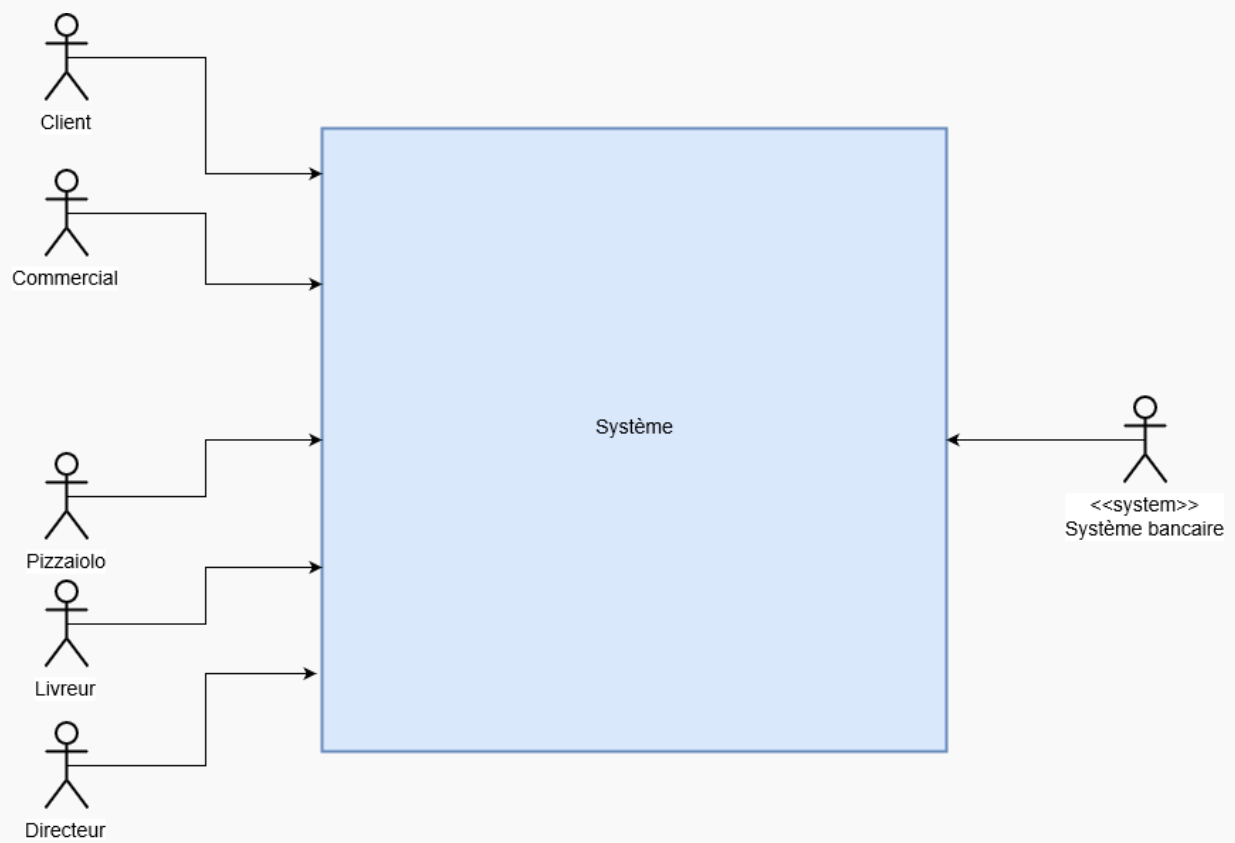 Client
Commercial
Système
Pizzaiolo
<<system>>
Système bancaire
Livreur
Directeur